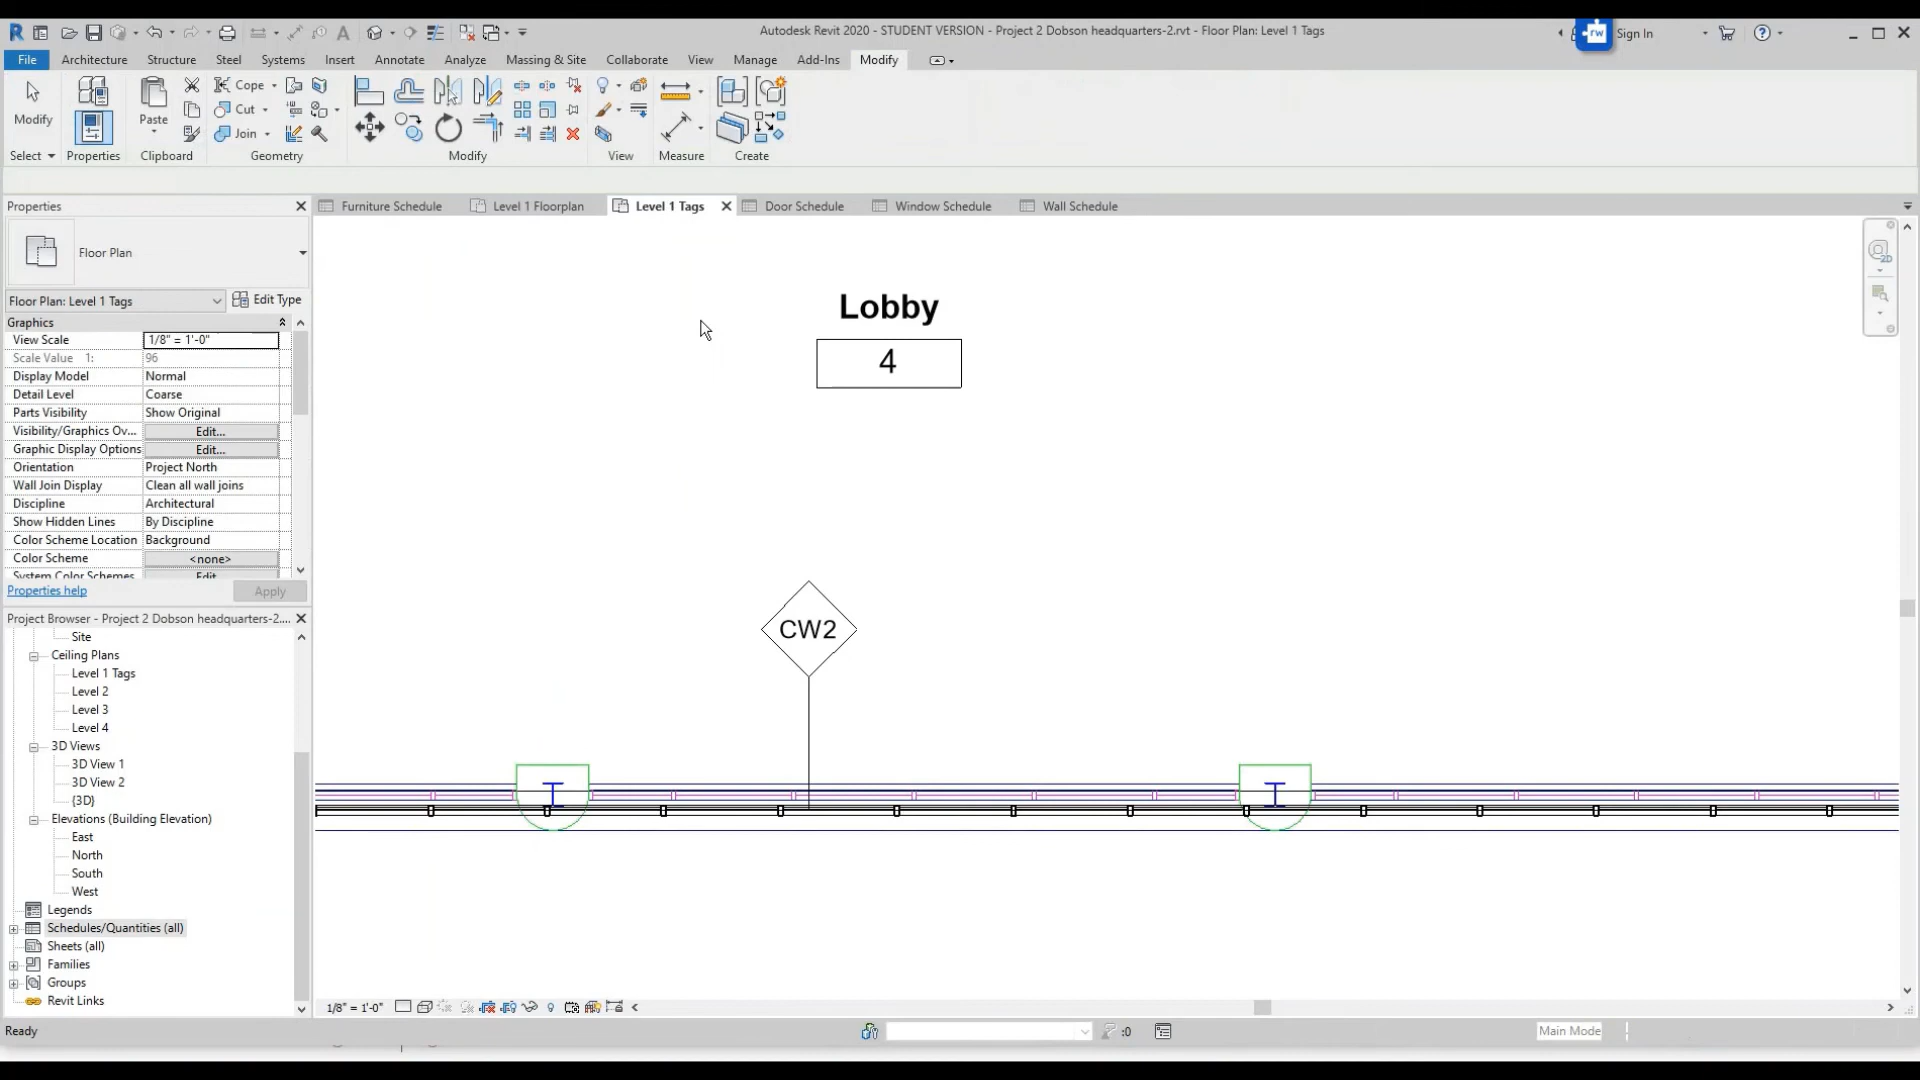 Autodesk Revit 2020 - STUDENT VERSION - Project 2 Dobson headquarters-2.rvt - Floor Plan: Level 1 Tags
rw
Sign In
File Architecture Structure Steel Systems Insert Annotate Analyze Massing & Site Collaborate View Manage Add-Ins Modify
Cope
Cut
Join
Modify
Paste
Select Properties Clipboard Geometry Modify View Measure Create
Properties
Furniture Schedule Level 1 Floorplan Level 1 Tags Door Schedule Window Schedule Wall Schedule
Floor Plan
Floor Plan: Level 1 Tags Edit Type
Graphics
View Scale 1/8" = 1'-0"
Scale Value 1: 96
Display Model Normal
Detail Level Coarse
Parts Visibility Show Original
Visibility/Graphics Ov... Edit...
Graphic Display Options Edit...
Orientation Project North
Wall Join Display Clean all wall joins
Discipline Architectural
Show Hidden Lines By Discipline
Color Scheme Location Background
Color Scheme <none>
System Color Schemes Edit
Properties help Apply
Project Browser - Project 2 Dobson headquarters-2....
Site
Ceiling Plans
Level 1 Tags
Level 2
Level 3
Level 4
3D Views
3D View 1
3D View 2
{3D}
Elevations (Building Elevation)
East
North
South
West
Legends
Schedules/Quantities (all)
Sheets (all)
Families
Groups
Revit Links
Lobby
4
CW2
2D
1/8" = 1'-0"
Ready
:0
Main Mode